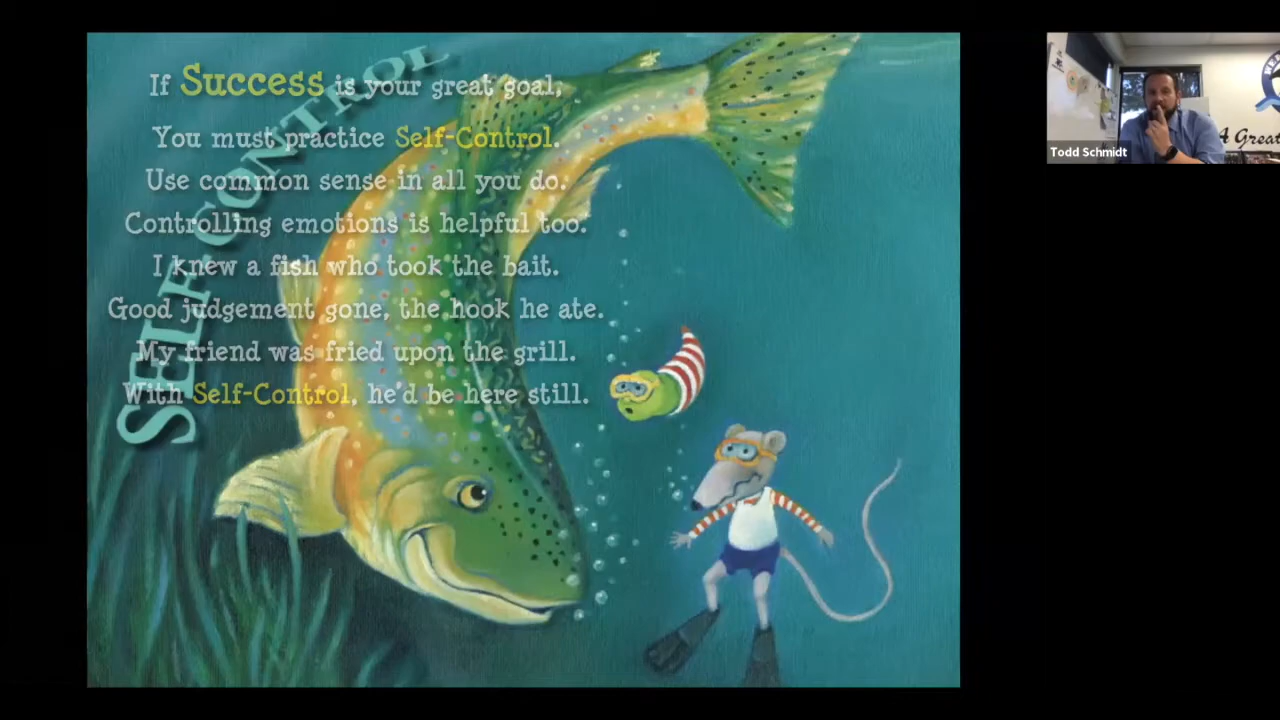 SELF-CONTROL
If Success is your great goal,
You must practice Self-Control.
Use common sense in all you do.
Controlling emotions is helpful too.
I knew a fish who took the bait.
Good judgement gone, the hook he ate.
My friend was fried upon the grill.
With Self-Control, he'd be here still.
Todd Schmidt
A Great